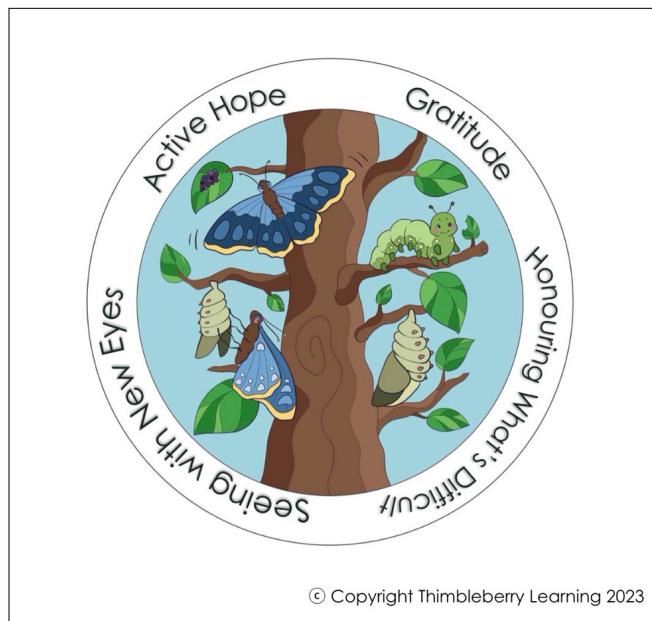 Active Hope
Gratitude
Honouring What's Difficult
Seeing with New Eyes
© Copyright Thimbleberry Learning 2023